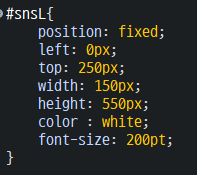 #snsL{
    position: fixed;
    left: 0px;
    top: 250px;
    width: 150px;
    height: 550px;
    color : white;
    font-size: 200pt;
}